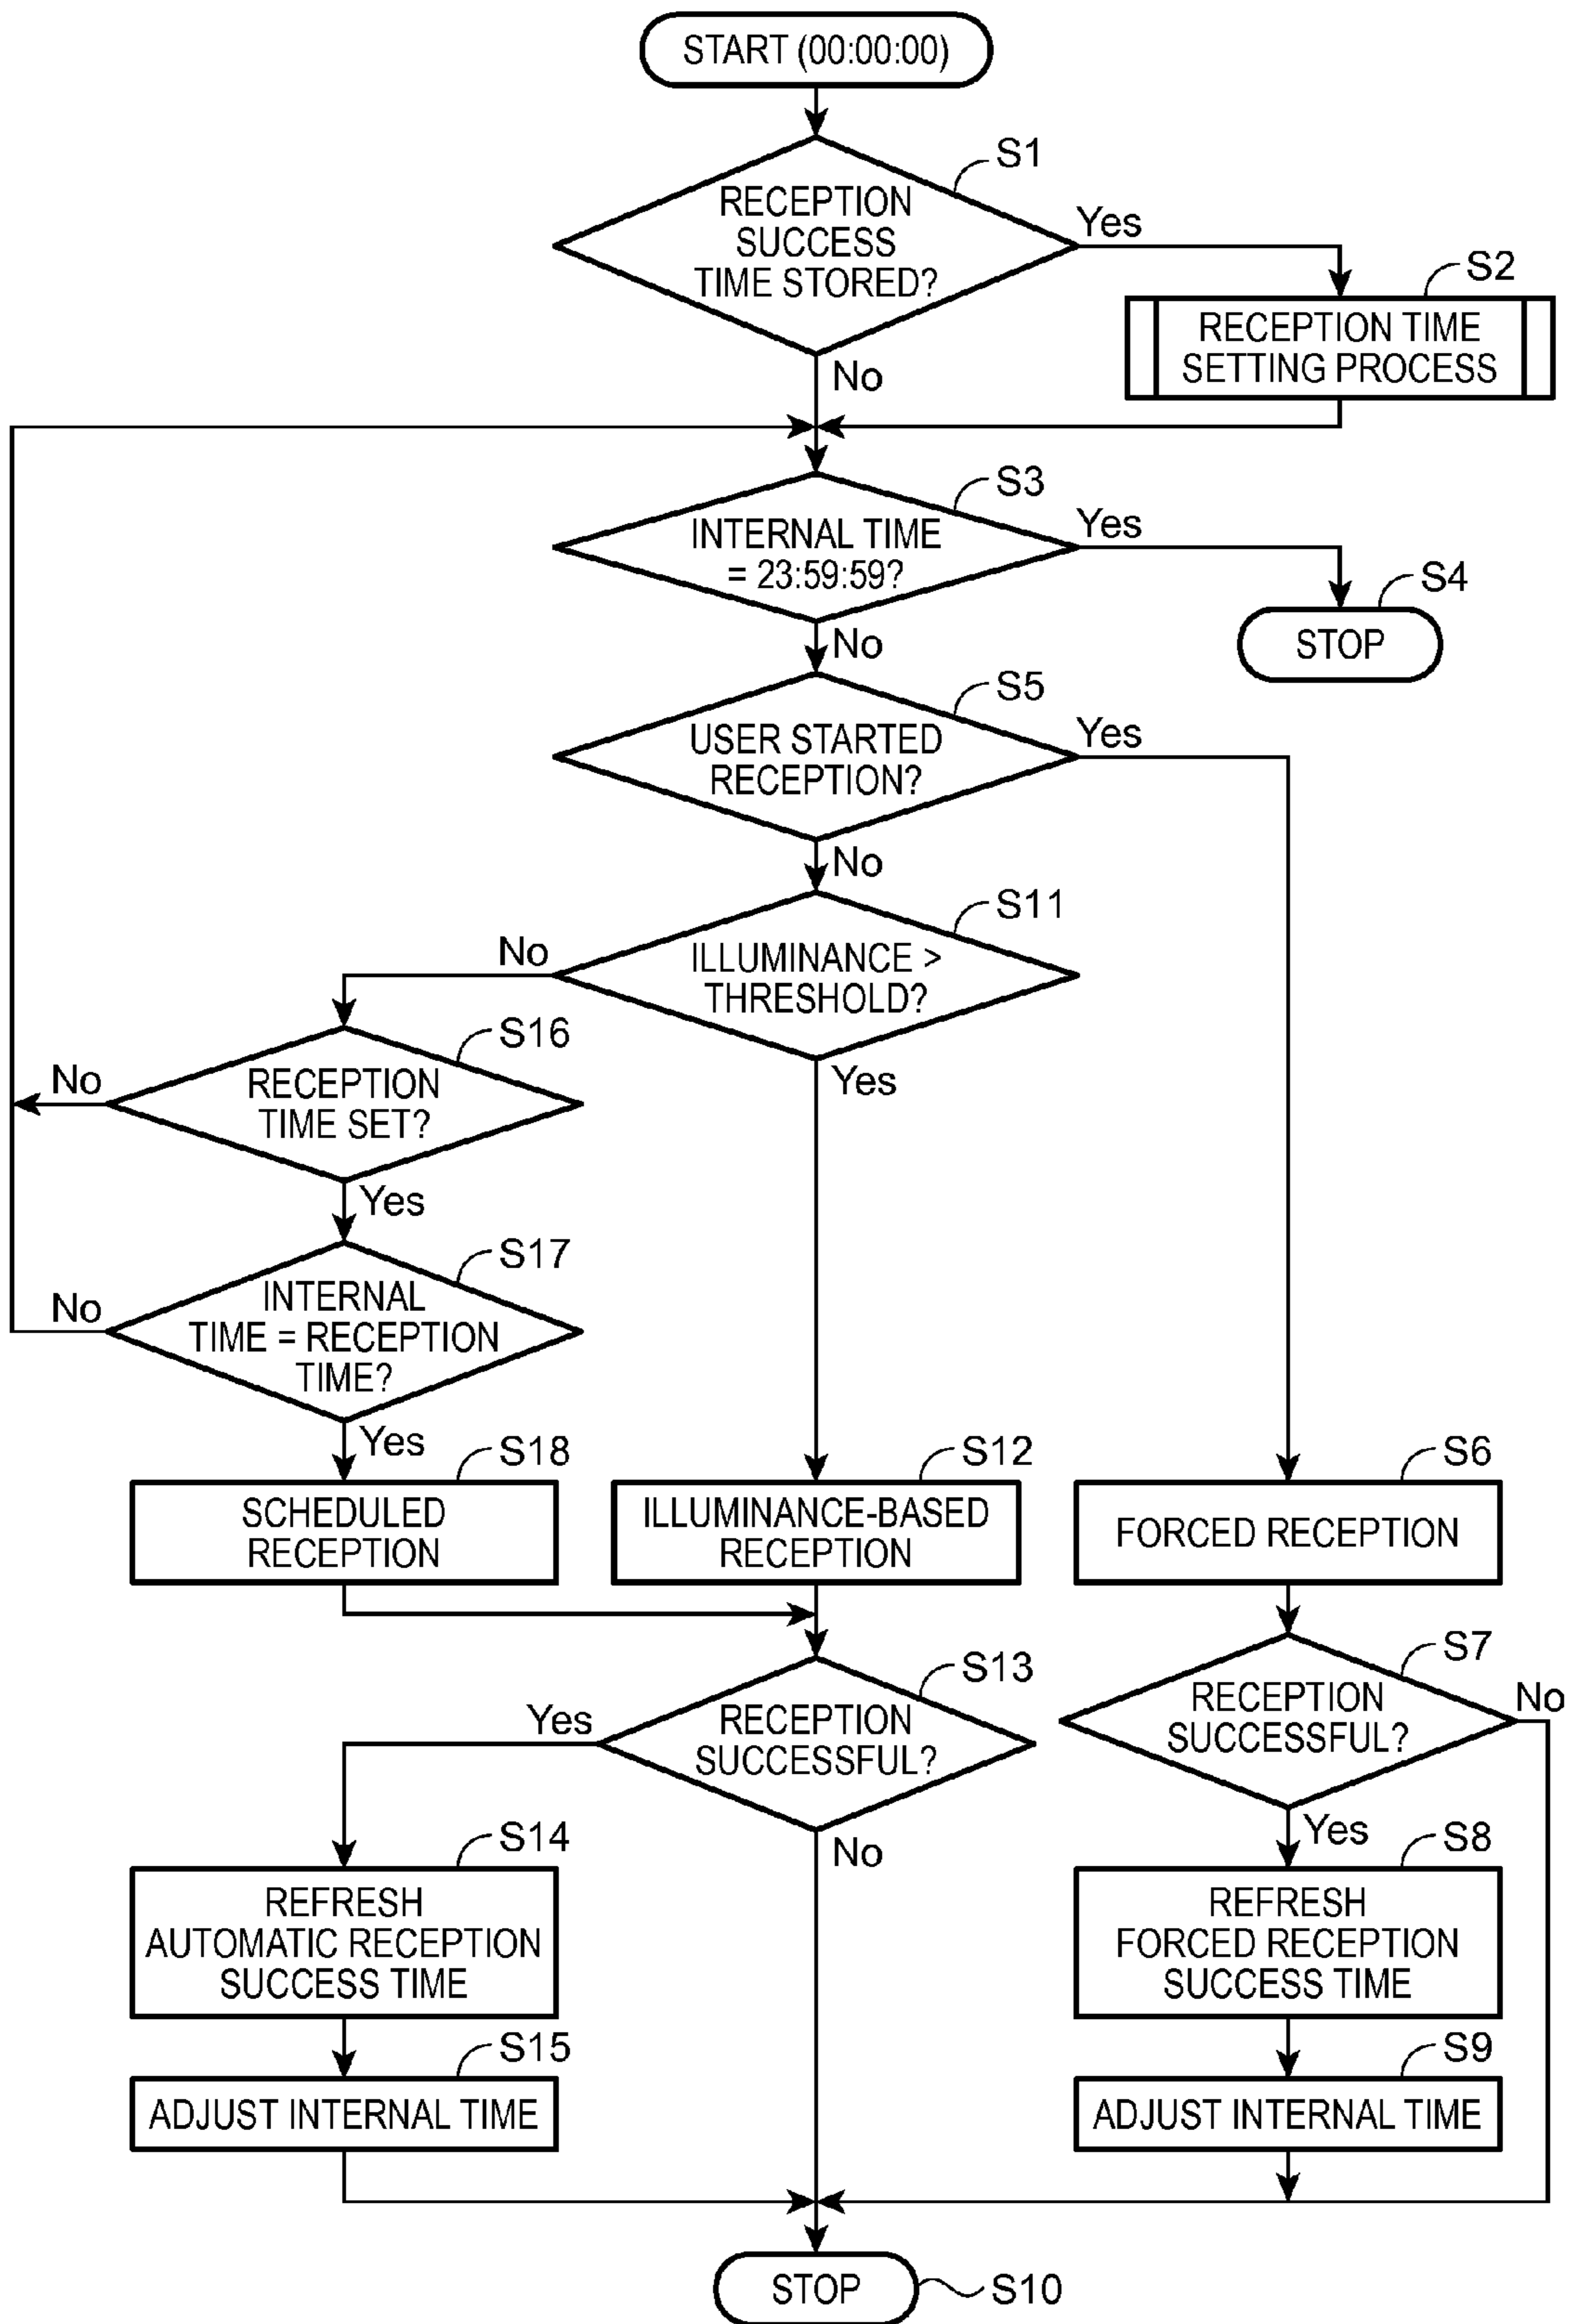 START (00:00:00)
S1
RECEPTION
SUCCESS
TIME STORED?
Yes
S2
RECEPTION TIME
SETTING PROCESS
No
S3
INTERNAL TIME
= 23:59:59?
Yes
S4
STOP
No
S5
USER STARTED
RECEPTION?
Yes
No
S11
ILLUMINANCE >
THRESHOLD?
No
Yes
S16
RECEPTION
TIME SET?
No
Yes
S17
INTERNAL
TIME = RECEPTION
TIME?
No
Yes
S18
SCHEDULED
RECEPTION
S12
ILLUMINANCE-BASED
RECEPTION
S6
FORCED RECEPTION
S13
RECEPTION
SUCCESSFUL?
Yes
No
S7
RECEPTION
SUCCESSFUL?
No
Yes
S14
REFRESH
AUTOMATIC RECEPTION
SUCCESS TIME
S8
REFRESH
FORCED RECEPTION
SUCCESS TIME
S15
ADJUST INTERNAL TIME
S9
ADJUST INTERNAL TIME
STOP
S10